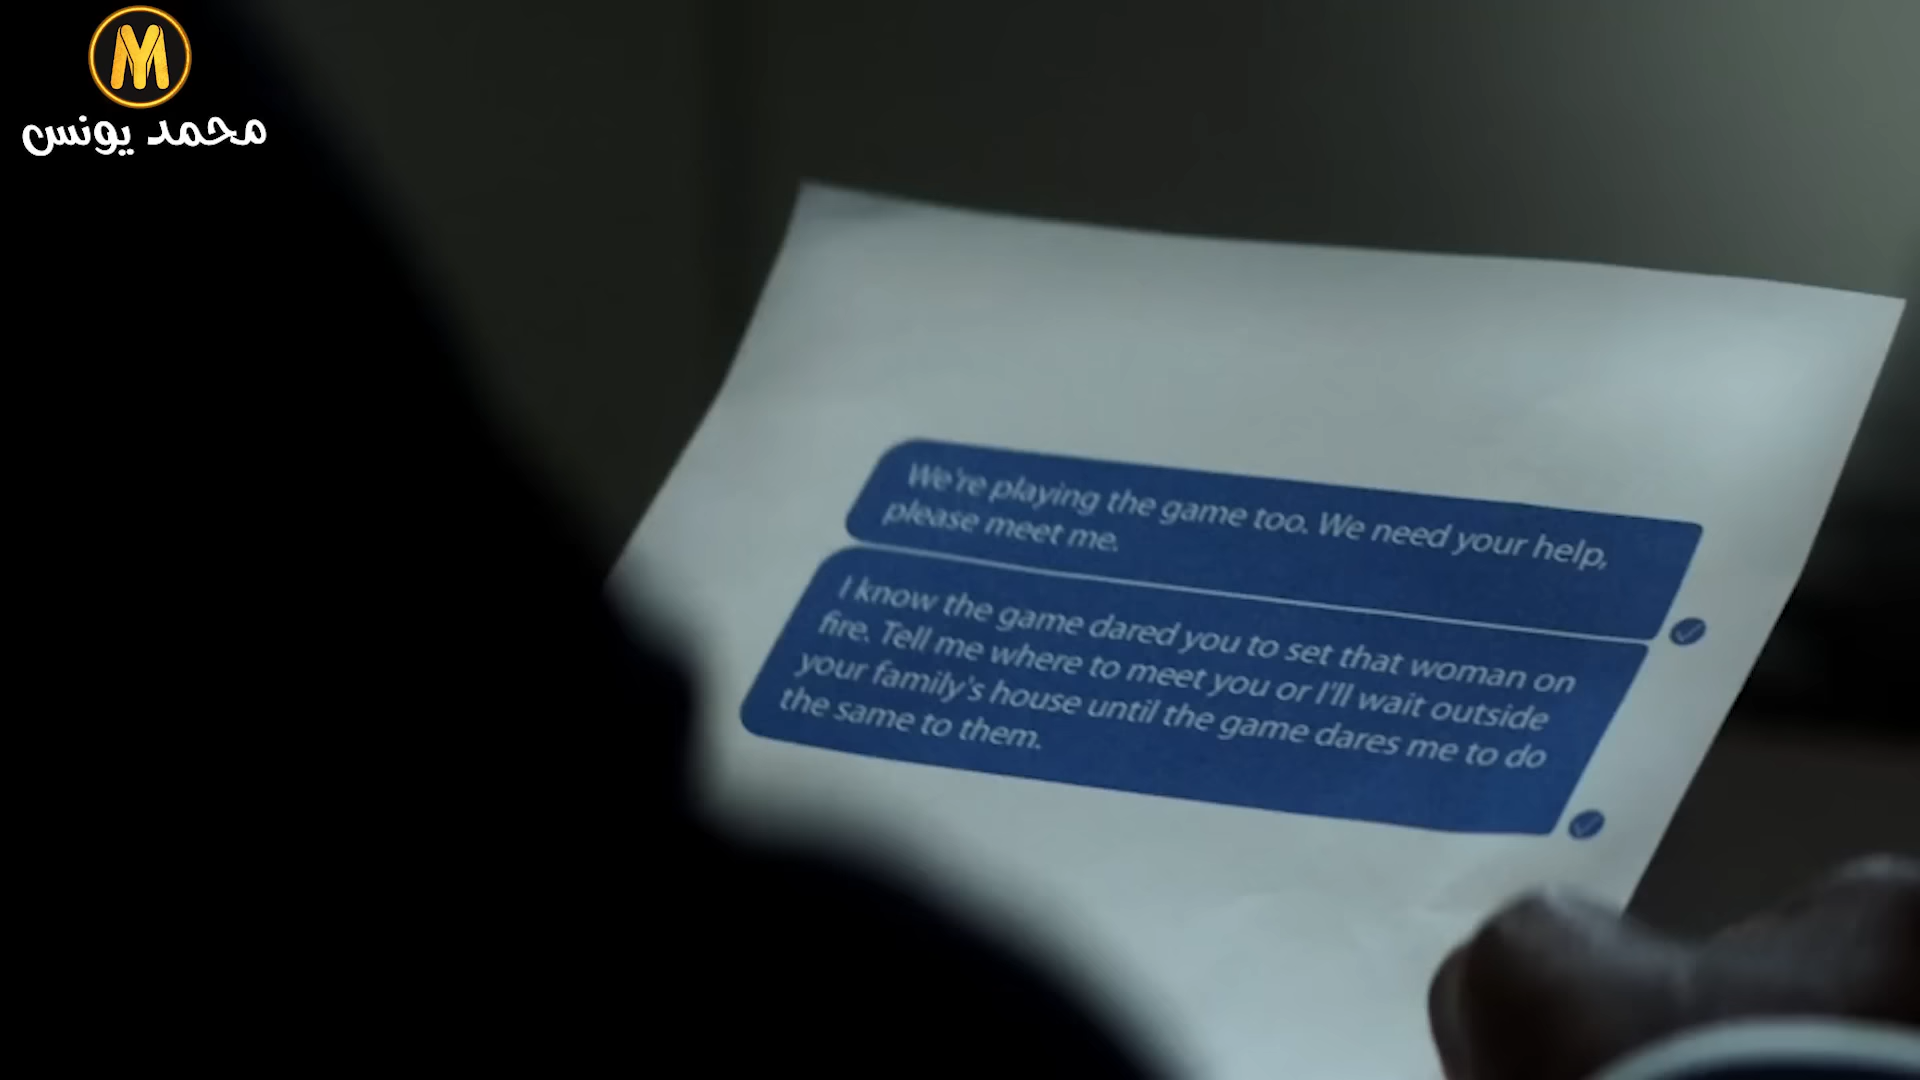 محمد يونس
We're playing the game too. We need your help,
please meet me.
I know the game dared you to set that woman on
fire. Tell me where to meet you or I'll wait outside
your family's house until the game dares me to do
the same to them.